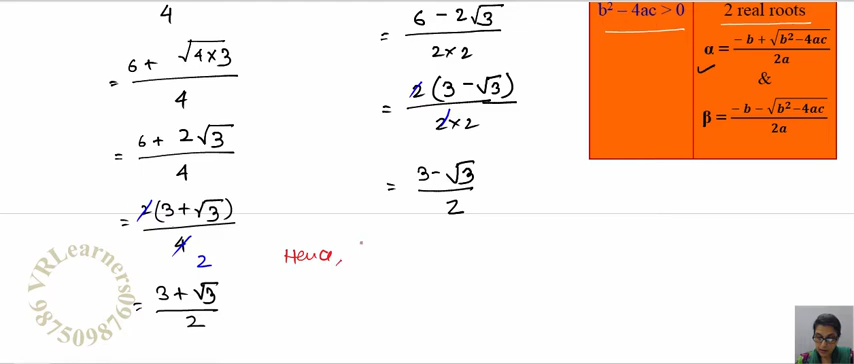 4
= 6 + √4×3 / 4
= 6 + 2√3 / 4
= 2(3 + √3) / 4 2
= 3 + √3 / 2
= 6 - 2√3 / 2×2
= 2(3 - √3) / 2×2
= 3 - √3 / 2
Hence,
b² – 4ac > 0
2 real roots
α = −b + √b²−4ac / 2a
&
β = −b − √b²−4ac / 2a
VRLearners
9875098760